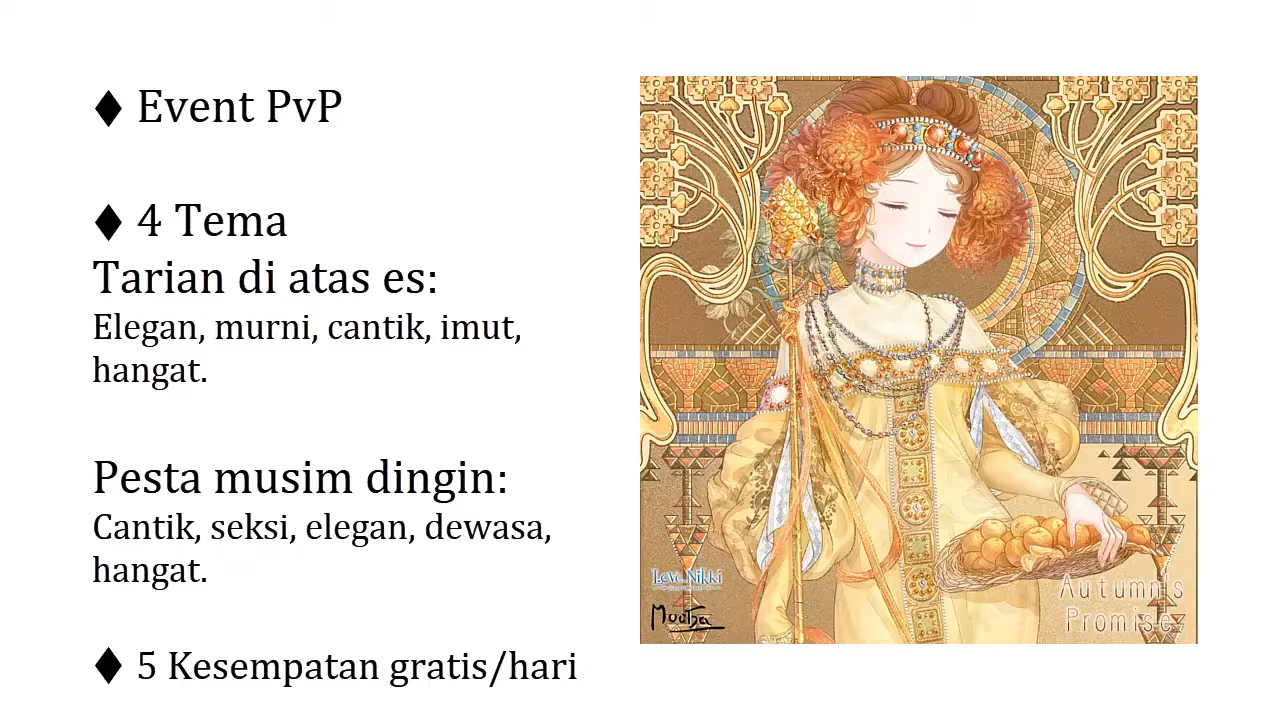 ♦ Event PvP
♦ 4 Tema
Tarian di atas es:
Elegan, murni, cantik, imut,
hangat.
Pesta musim dingin:
Cantik, seksi, elegan, dewasa,
hangat.
♦ 5 Kesempatan gratis/hari
Love Nikki
Autumn's
Promise